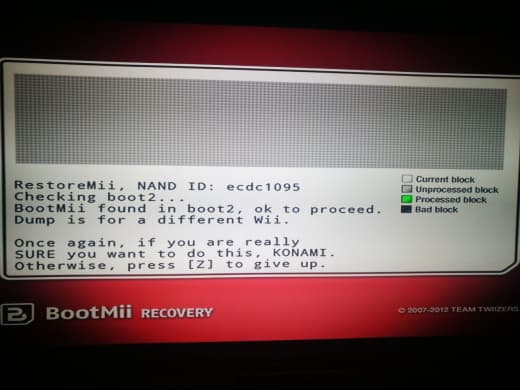 RestoreMii, NAND ID: ecdc1095
Checking boot2...
BootMii found in boot2, ok to proceed.
Dump is for a different Wii.
Once again, if you are really
SURE you want to do this, KONAMI.
Otherwise, press [Z] to give up.
Current block
Unprocessed block
Processed block
Bad block
BootMii RECOVERY
© 2007-2012 TEAM TWIIZERS